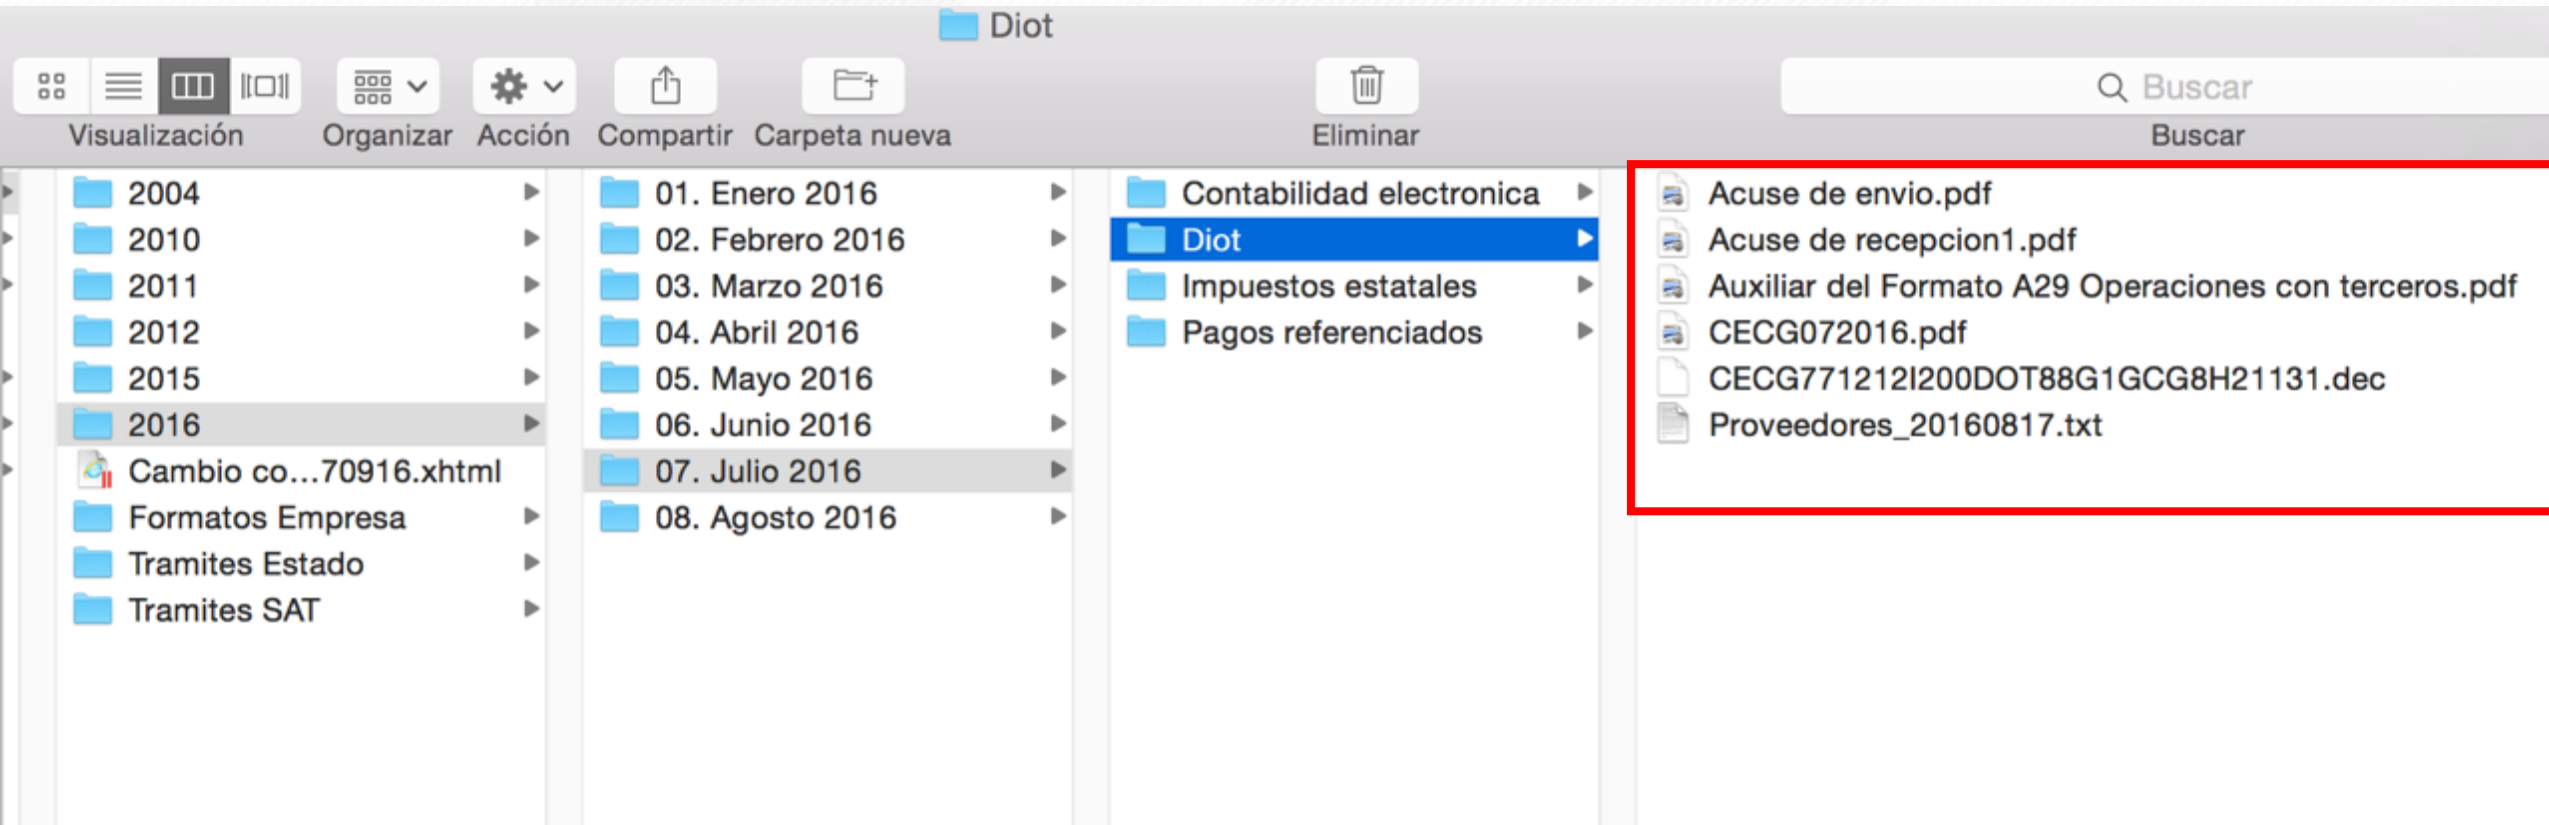 Diot
Buscar
Visualización Organizar Acción Compartir Carpeta nueva Eliminar Buscar
2004
2010
2011
2012
2015
2016
Cambio co...70916.xhtml
Formatos Empresa
Tramites Estado
Tramites SAT
01. Enero 2016
02. Febrero 2016
03. Marzo 2016
04. Abril 2016
05. Mayo 2016
06. Junio 2016
07. Julio 2016
08. Agosto 2016
Contabilidad electronica
Diot
Impuestos estatales
Pagos referenciados
Acuse de envio.pdf
Acuse de recepcion1.pdf
Auxiliar del Formato A29 Operaciones con terceros.pdf
CECG072016.pdf
CECG771212I200DOT88G1GCG8H21131.dec
Proveedores_20160817.txt